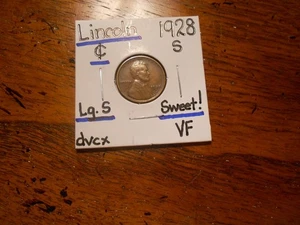 Lincoln 1928
¢ S
Lg. S Sweet!
dvcx VF